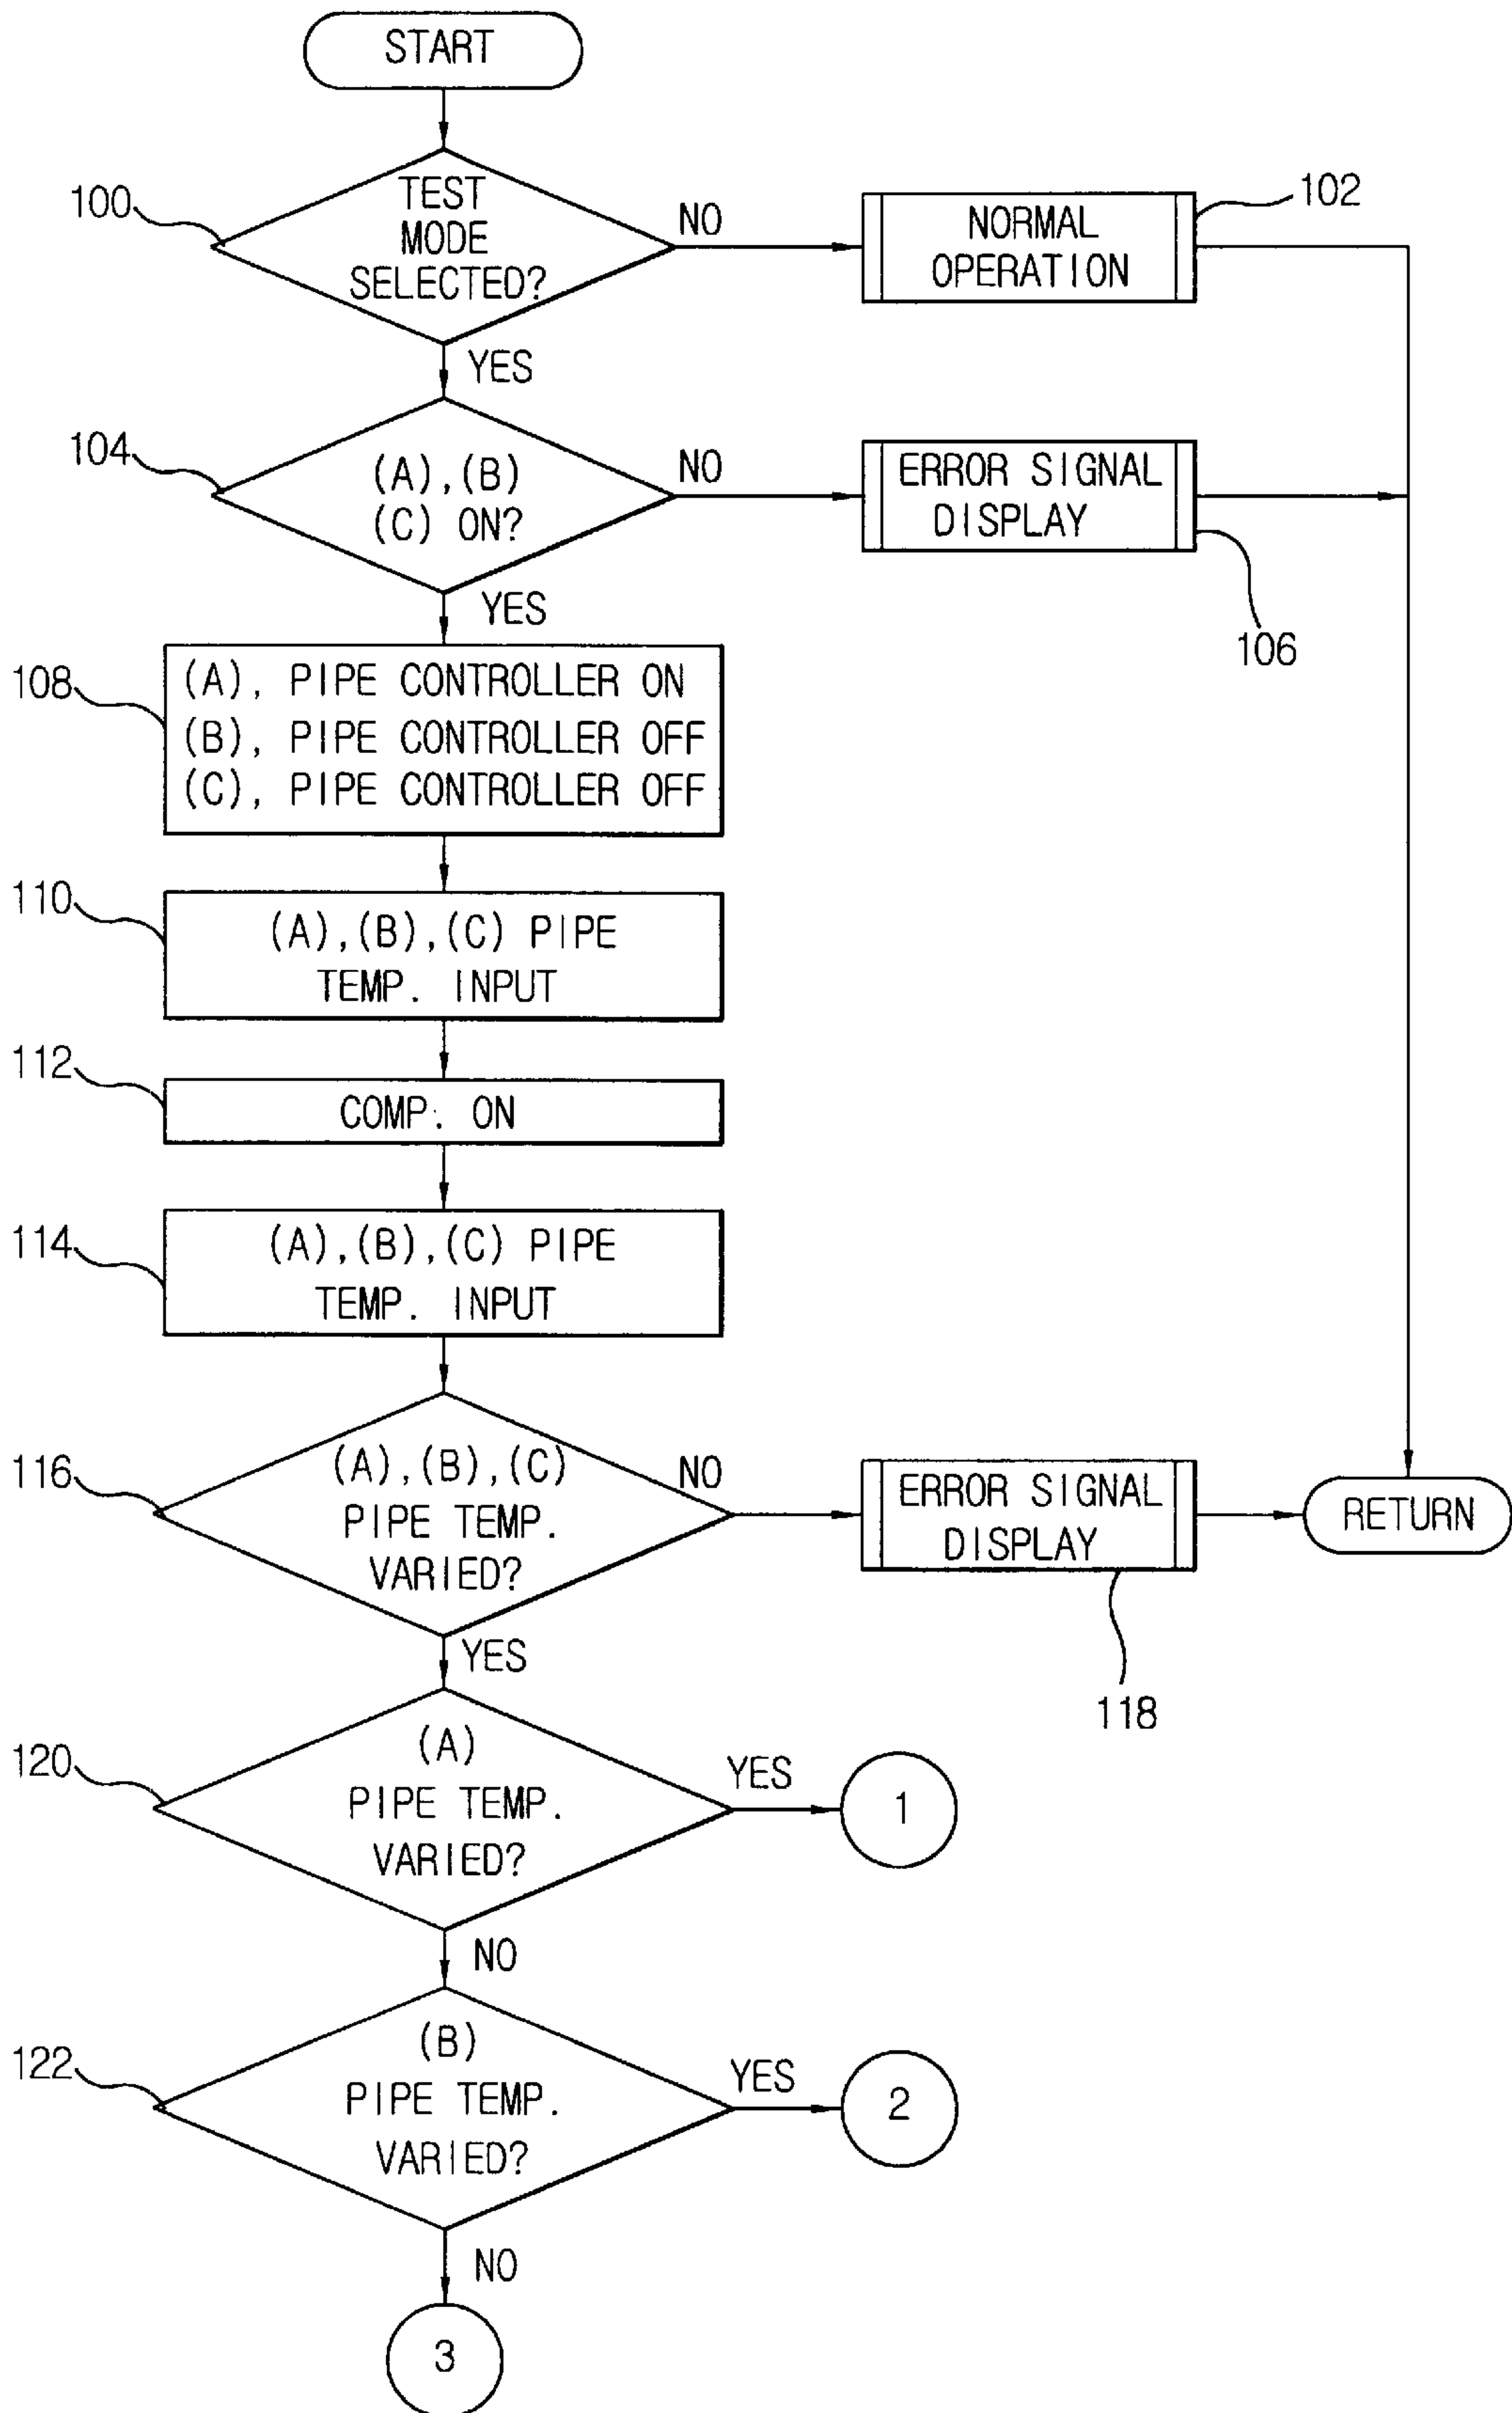 START
100
TEST
MODE
SELECTED?
NO
NORMAL
OPERATION
102
YES
104
(A),(B)
(C) ON?
NO
ERROR SIGNAL
DISPLAY
106
YES
108
(A), PIPE CONTROLLER ON
(B), PIPE CONTROLLER OFF
(C), PIPE CONTROLLER OFF
110
(A),(B),(C) PIPE
TEMP. INPUT
112
COMP. ON
114
(A),(B),(C) PIPE
TEMP. INPUT
116
(A),(B),(C)
PIPE TEMP.
VARIED?
NO
ERROR SIGNAL
DISPLAY
118
RETURN
YES
120
(A)
PIPE TEMP.
VARIED?
YES
1
NO
122
(B)
PIPE TEMP.
VARIED?
YES
2
NO
3